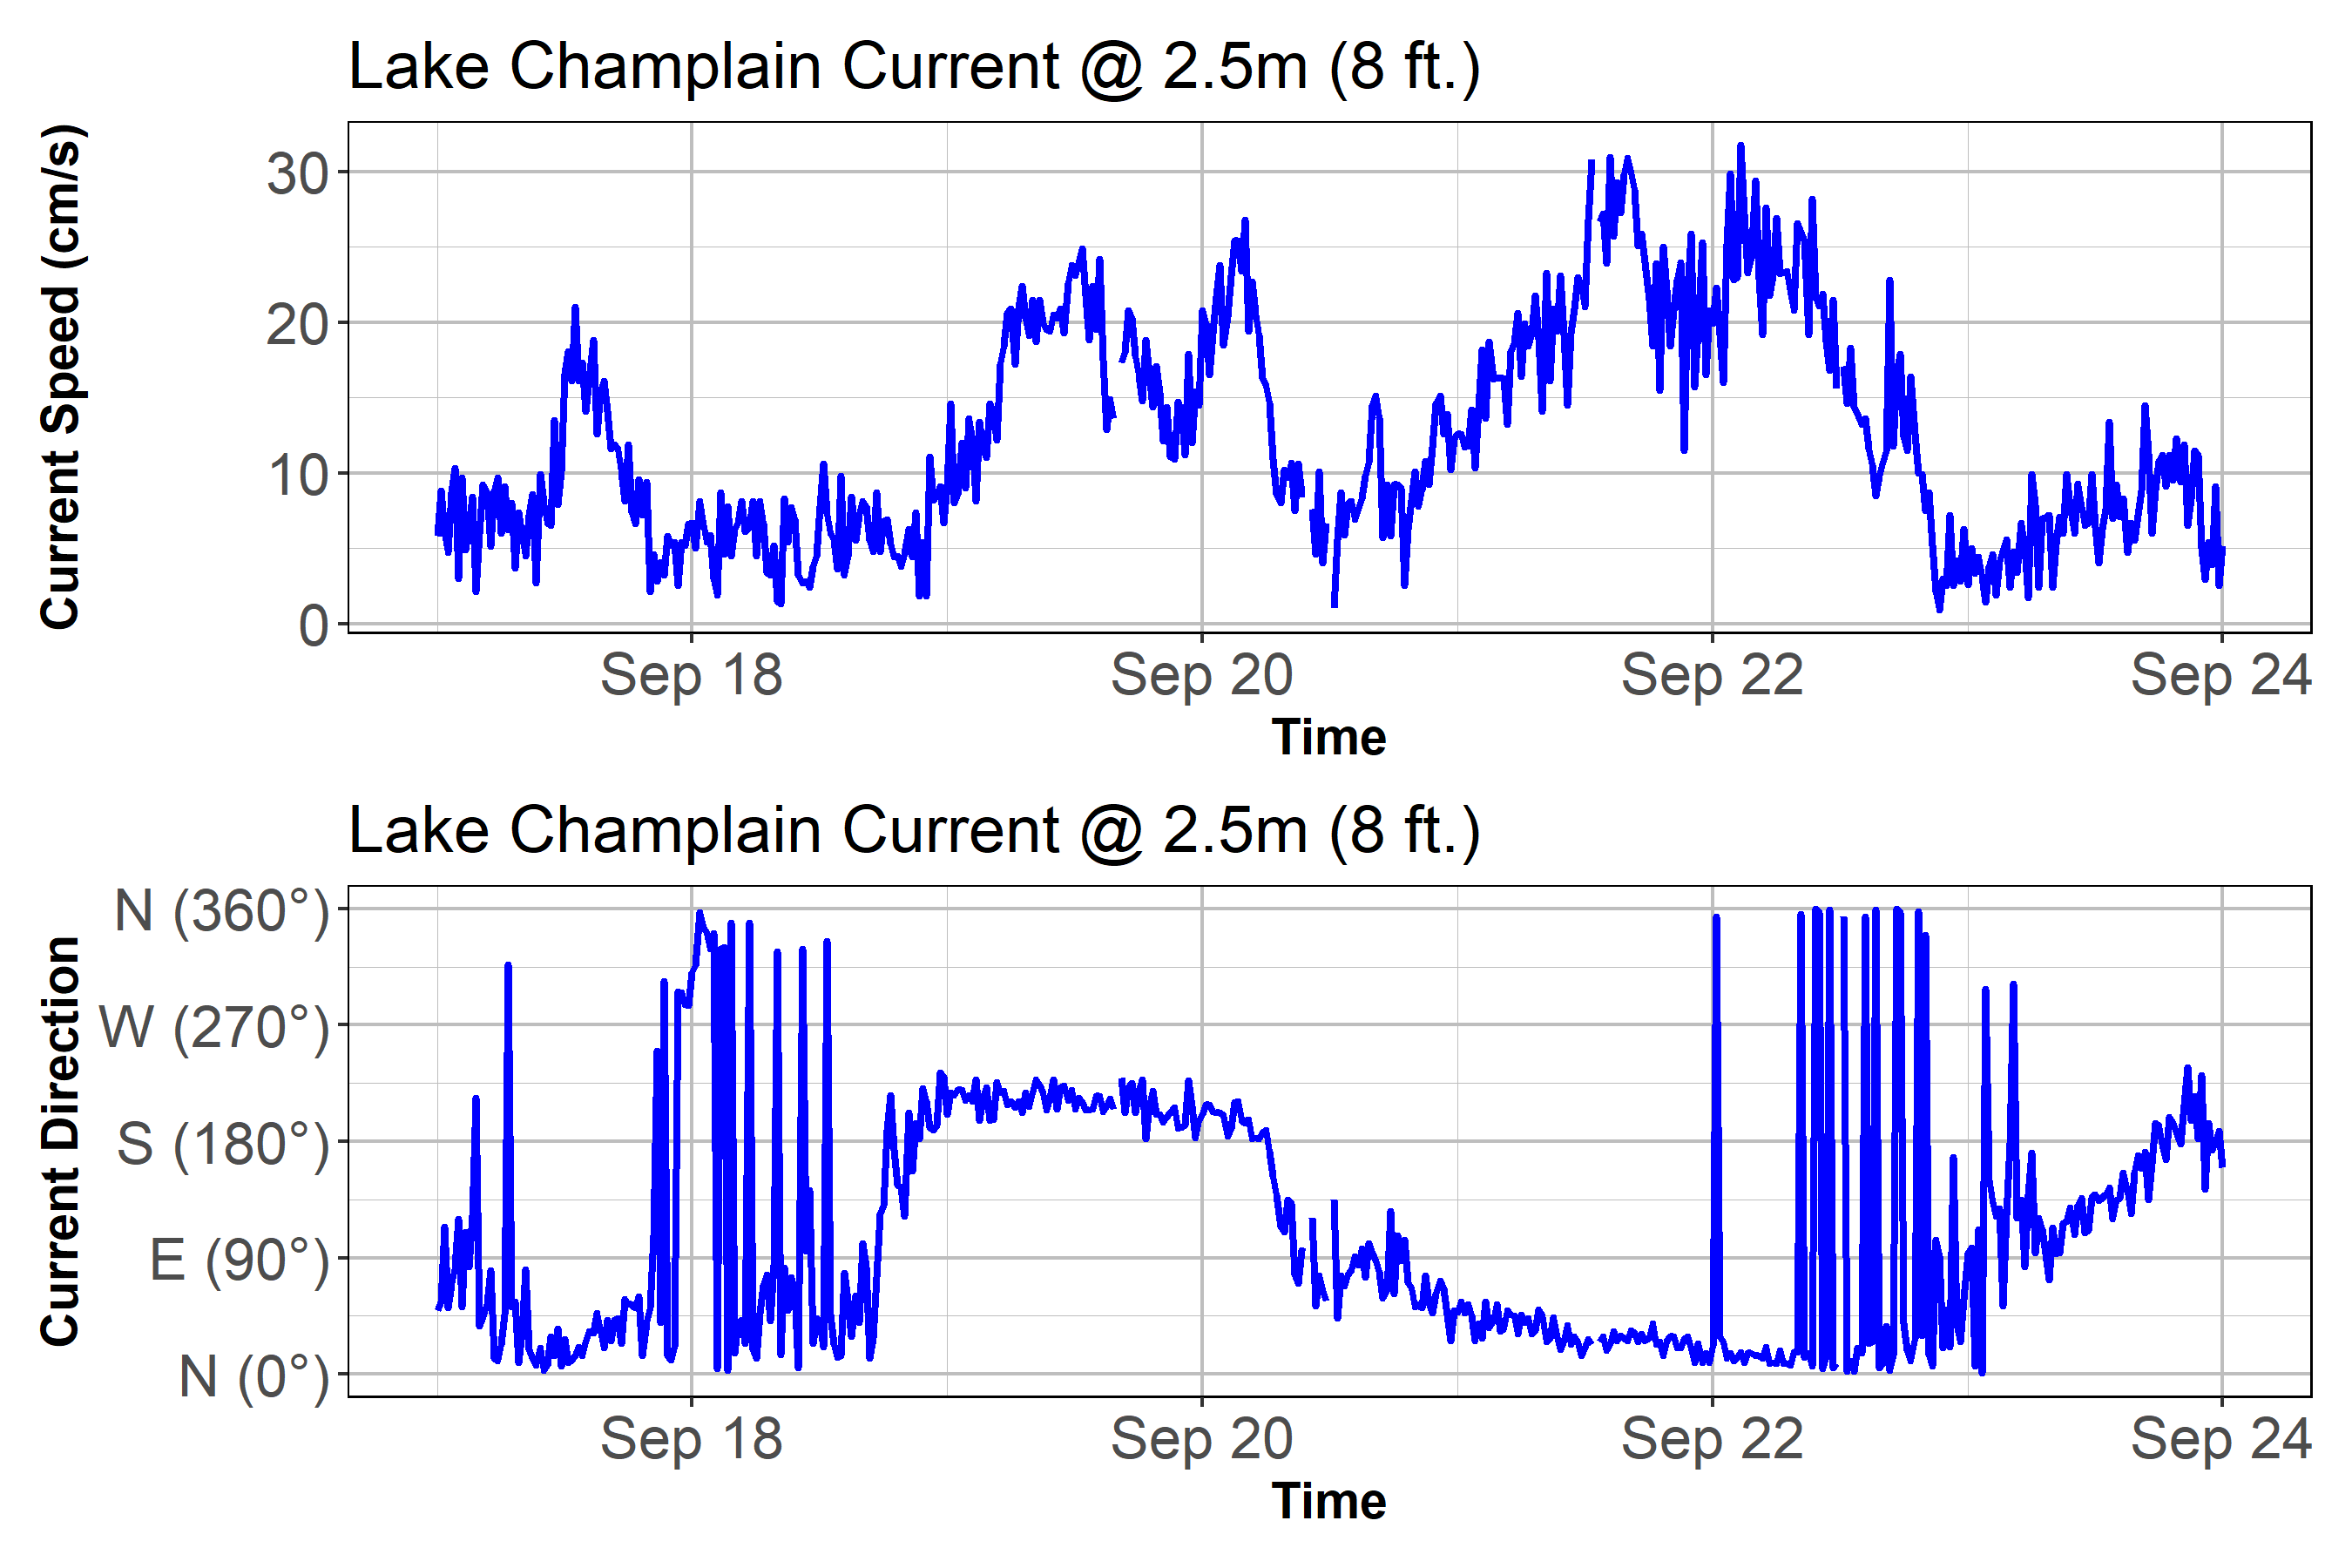 Lake Champlain Current @ 2.5m (8 ft.)
Current Speed (cm/s)
30
20
10
0
Sep 18 Sep 20 Sep 22 Sep 24
Time
Lake Champlain Current @ 2.5m (8 ft.)
Current Direction
N (360°)
W (270°)
S (180°)
E (90°)
N (0°)
Sep 18 Sep 20 Sep 22 Sep 24
Time